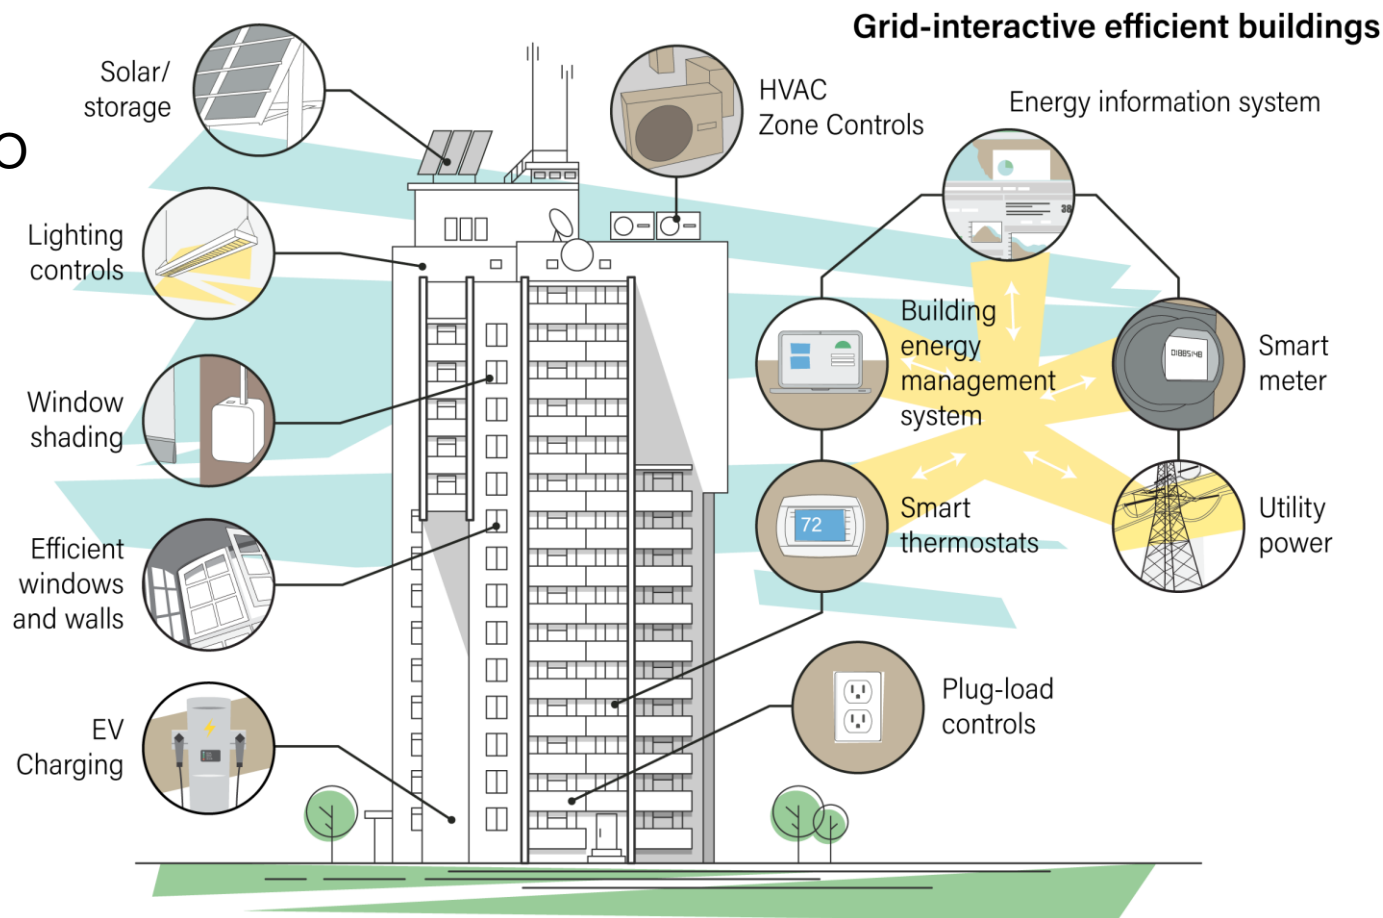 Grid-interactive efficient buildings
O
Solar/
storage
HVAC
Zone Controls
Energy information system
38
Lighting
controls
Building
energy
management
system
Smart
meter
Window
shading
72
Smart
thermostats
Utility
power
Efficient
windows
and walls
Plug-load
controls
EV
Charging